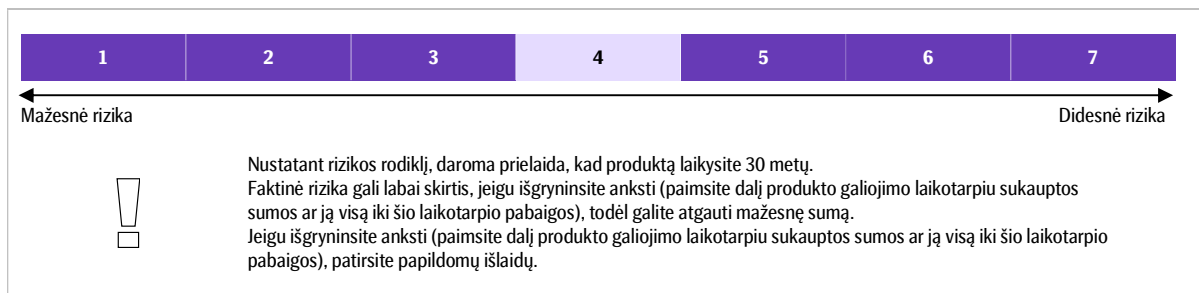 1 2 3 4 5 6 7
Mažesnė rizika Didesnė rizika
Nustatant rizikos rodiklį, daroma prielaida, kad produktą laikysite 30 metų.
Faktinė rizika gali labai skirtis, jeigu išgryninsite anksti (paimsite dalį produkto galiojimo laikotarpiu sukauptos
sumos ar ją visą iki šio laikotarpio pabaigos), todėl galite atgauti mažesnę sumą.
Jeigu išgryninsite anksti (paimsite dalį produkto galiojimo laikotarpiu sukauptos sumos ar ją visą iki šio laikotarpio
pabaigos), patirsite papildomų išlaidų.